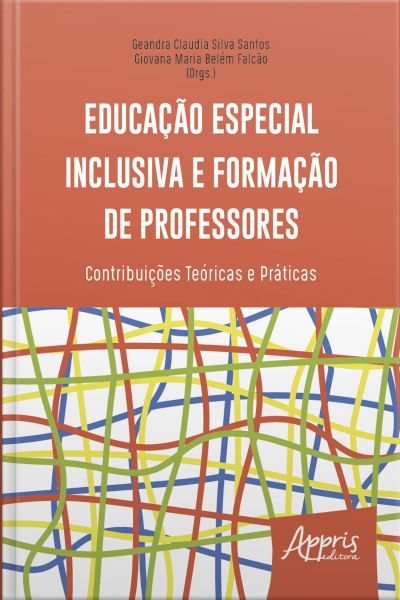 Geandra Claudia Silva Santos
Giovana Maria Belém Falcão
(Orgs.)
EDUCAÇÃO ESPECIAL
INCLUSIVA E FORMAÇÃO
DE PROFESSORES
Contribuições Teóricas e Práticas
Appris
editora